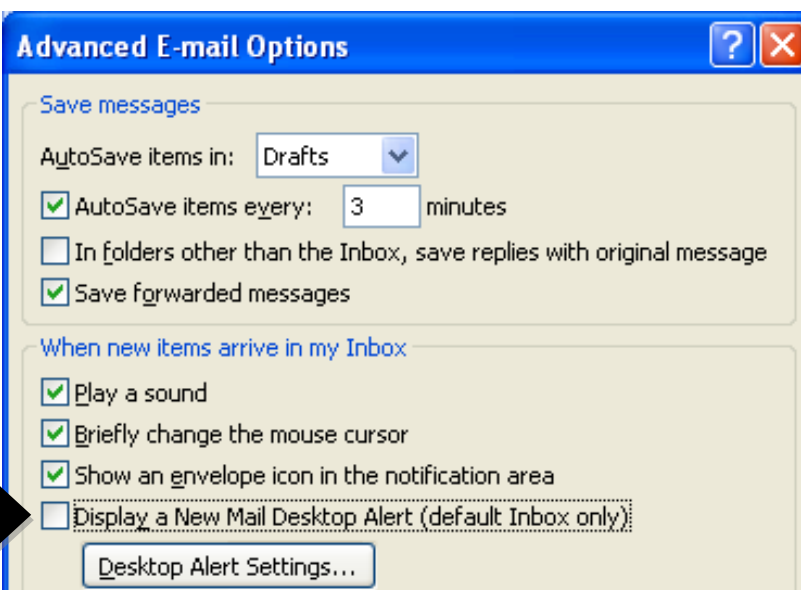 Advanced E-mail Options
Save messages
AutoSave items in: Drafts
AutoSave items every: 3 minutes
In folders other than the Inbox, save replies with original message
Save forwarded messages
When new items arrive in my Inbox
Play a sound
Briefly change the mouse cursor
Show an envelope icon in the notification area
Display a New Mail Desktop Alert (default Inbox only)
Desktop Alert Settings...